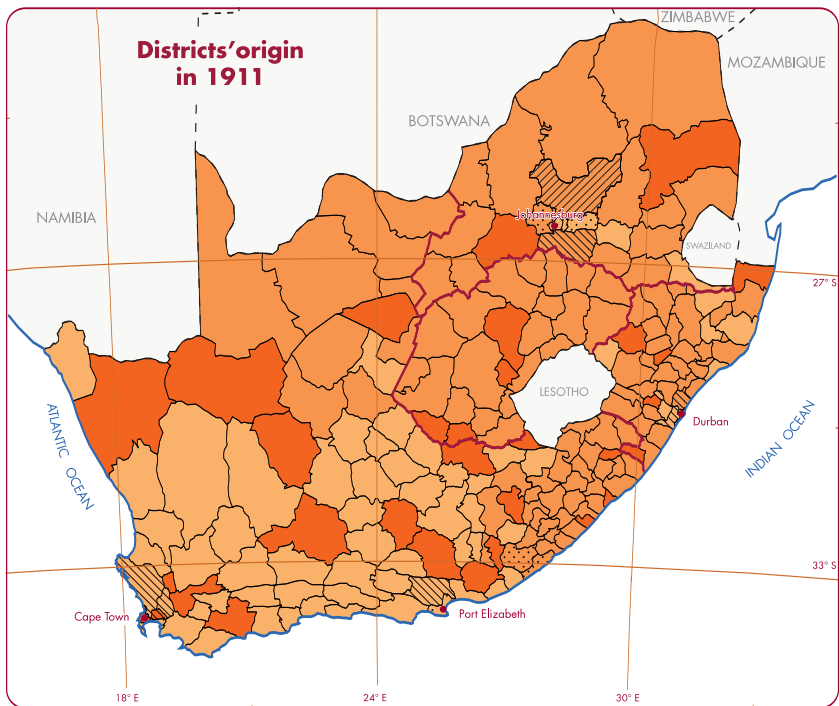 Districts'origin
in 1911
ZIMBABWE
MOZAMBIQUE
BOTSWANA
NAMIBIA
Johannesburg
SWAZILAND
27° S
LESOTHO
Durban
ATLANTIC OCEAN
INDIAN OCEAN
33° S
Cape Town
Port Elizabeth
18° E
24° E
30° E